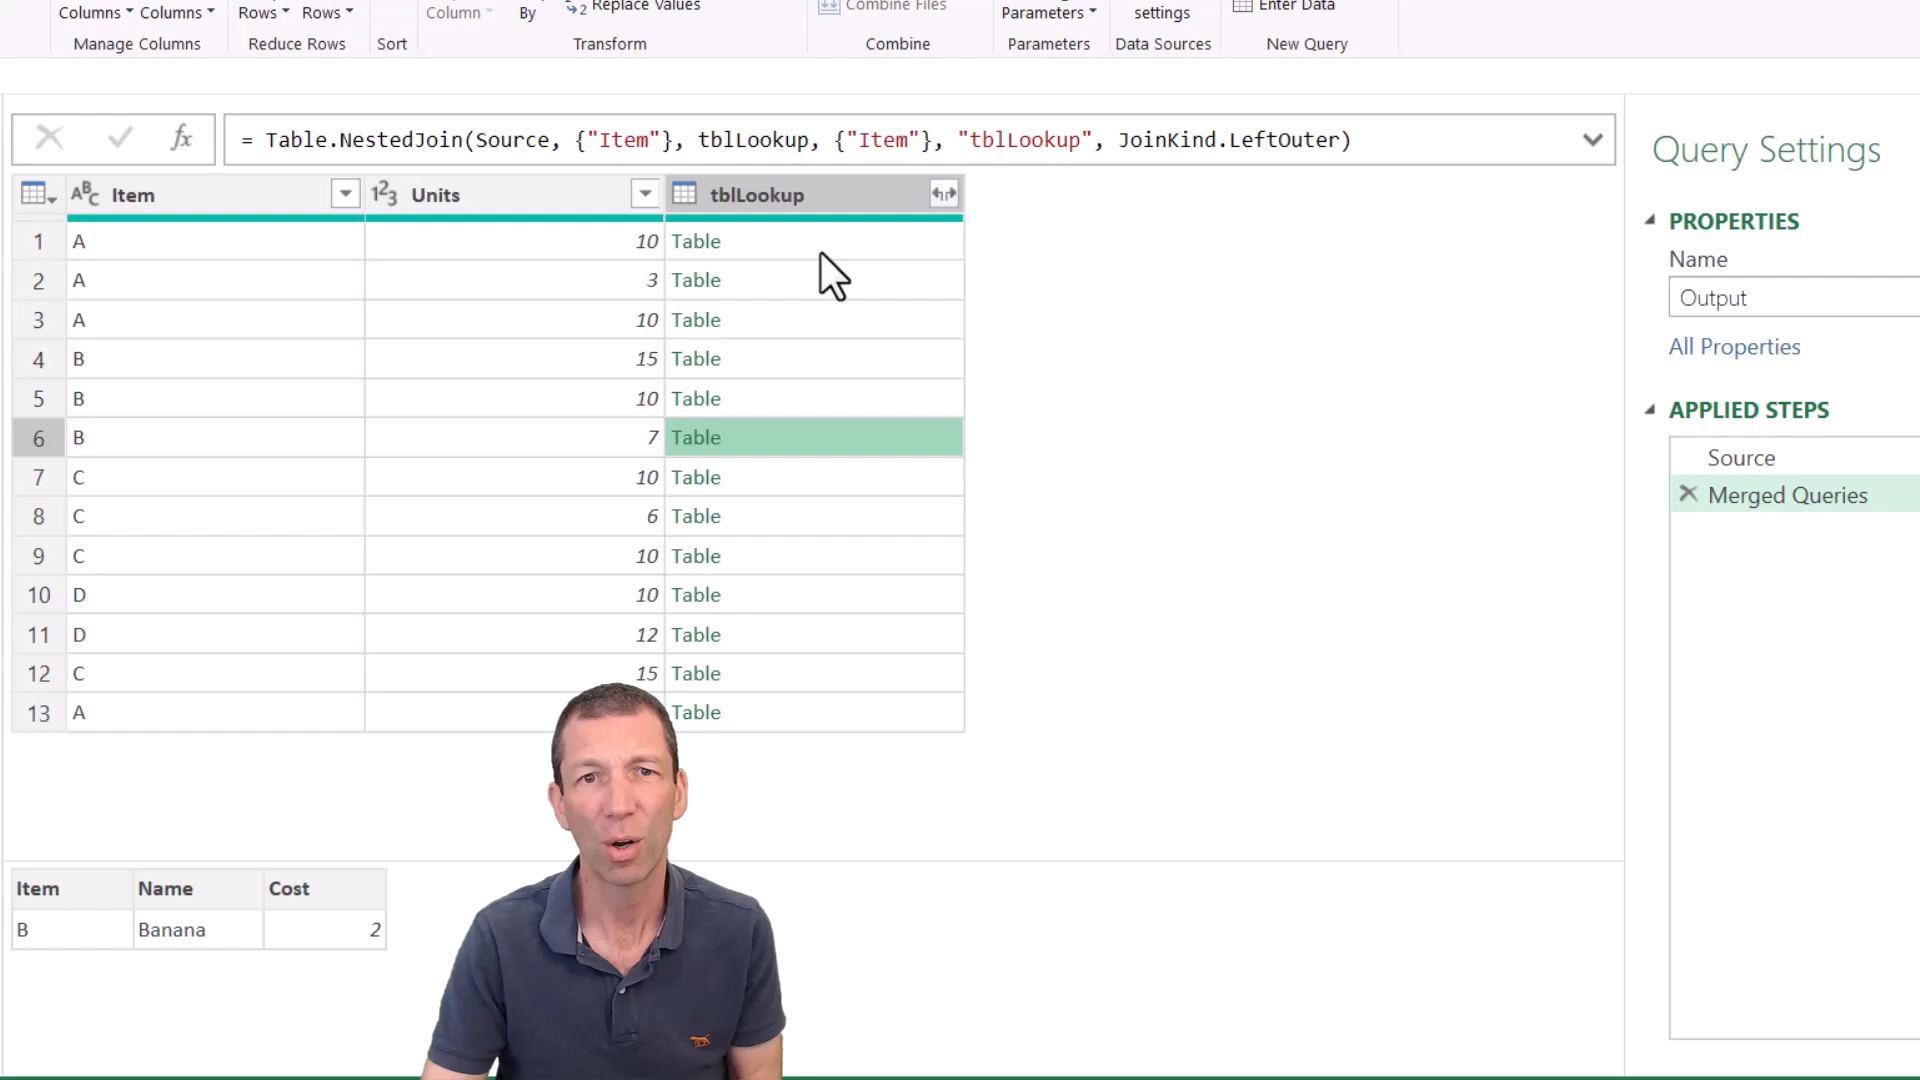 Columns Columns
Rows Rows
Column
By
Replace Values
Combine Files
Parameters
settings
Enter Data
Manage Columns
Reduce Rows
Sort
Transform
Combine
Parameters
Data Sources
New Query
fx = Table.NestedJoin(Source, {"Item"}, tblLookup, {"Item"}, "tblLookup", JoinKind.LeftOuter)
ABC Item 123 Units tblLookup
1 A 10 Table
2 A 3 Table
3 A 10 Table
4 B 15 Table
5 B 10 Table
6 B 7 Table
7 C 10 Table
8 C 6 Table
9 C 10 Table
10 D 10 Table
11 D 12 Table
12 C 15 Table
13 A Table
Item Name Cost
B Banana 2
Query Settings
PROPERTIES
Name
Output
All Properties
APPLIED STEPS
Source
Merged Queries